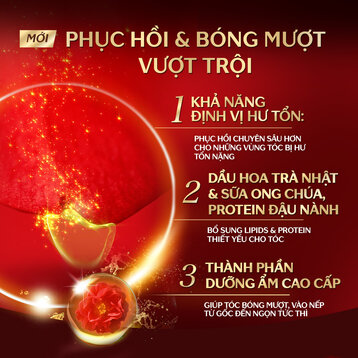 MỚI
PHỤC HỒI & BÓNG MƯỢT
VƯỢT TRỘI
1 KHẢ NĂNG
ĐỊNH VỊ HƯ TỔN:
PHỤC HỒI CHUYÊN SÂU HƠN
CHO NHỮNG VÙNG TÓC BỊ HƯ
TỔN NẶNG
2 DẦU HOA TRÀ NHẬT
& SỮA ONG CHÚA,
PROTEIN ĐẬU NÀNH
BỔ SUNG LIPIDS & PROTEIN
THIẾT YẾU CHO TÓC
3 THÀNH PHẦN
DƯỠNG ẨM CAO CẤP
GIÚP TÓC BÓNG MƯỢT, VÀO NẾP
TỪ GỐC ĐẾN NGỌN TỨC THÌ